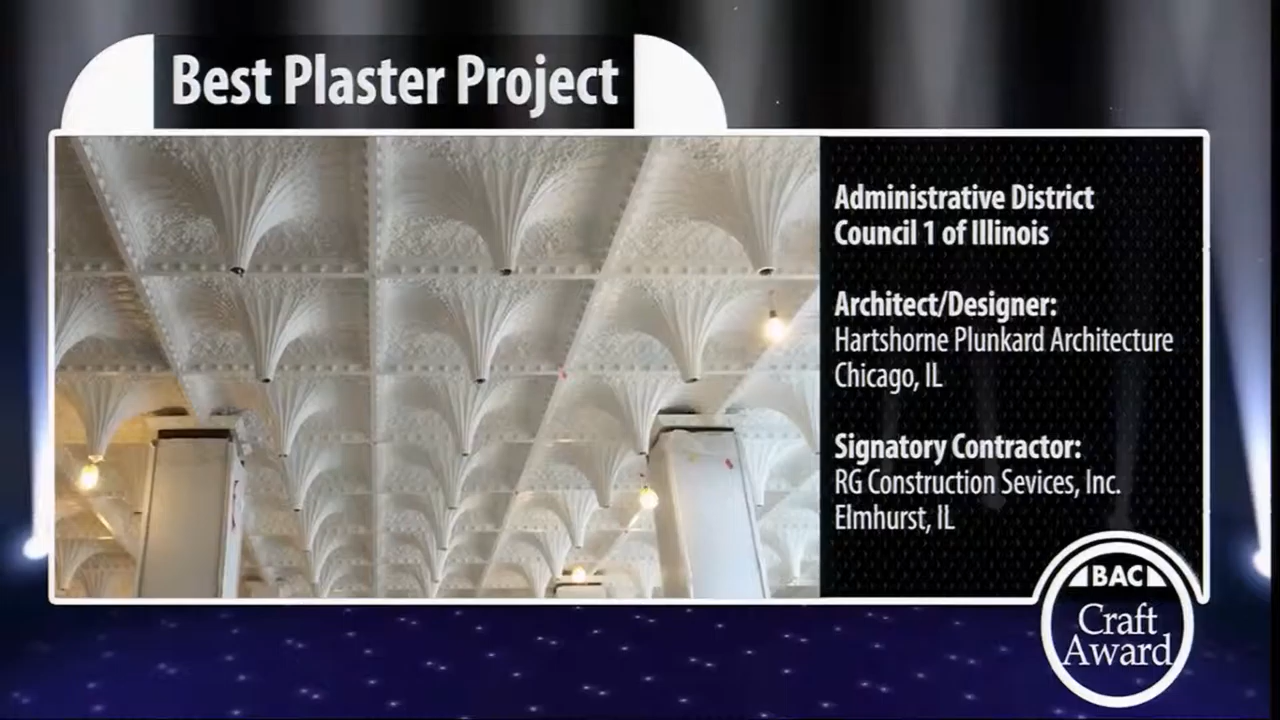 Best Plaster Project
Administrative District
Council 1 of Illinois
Architect/Designer:
Hartshorne Plunkard Architecture
Chicago, IL
Signatory Contractor:
RG Construction Sevices, Inc.
Elmhurst, IL
BAC
Craft
Award